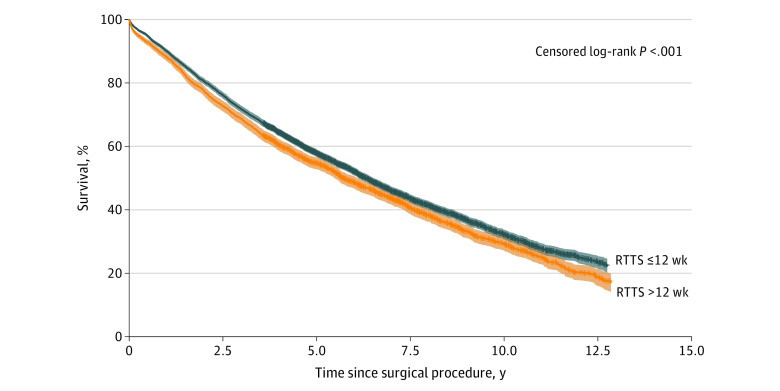 100
80
60
40
20
0
Survival, %
Censored log-rank P <.001
RTTS ≤12 wk
RTTS >12 wk
0 2.5 5.0 7.5 10.0 12.5 15.0
Time since surgical procedure, y